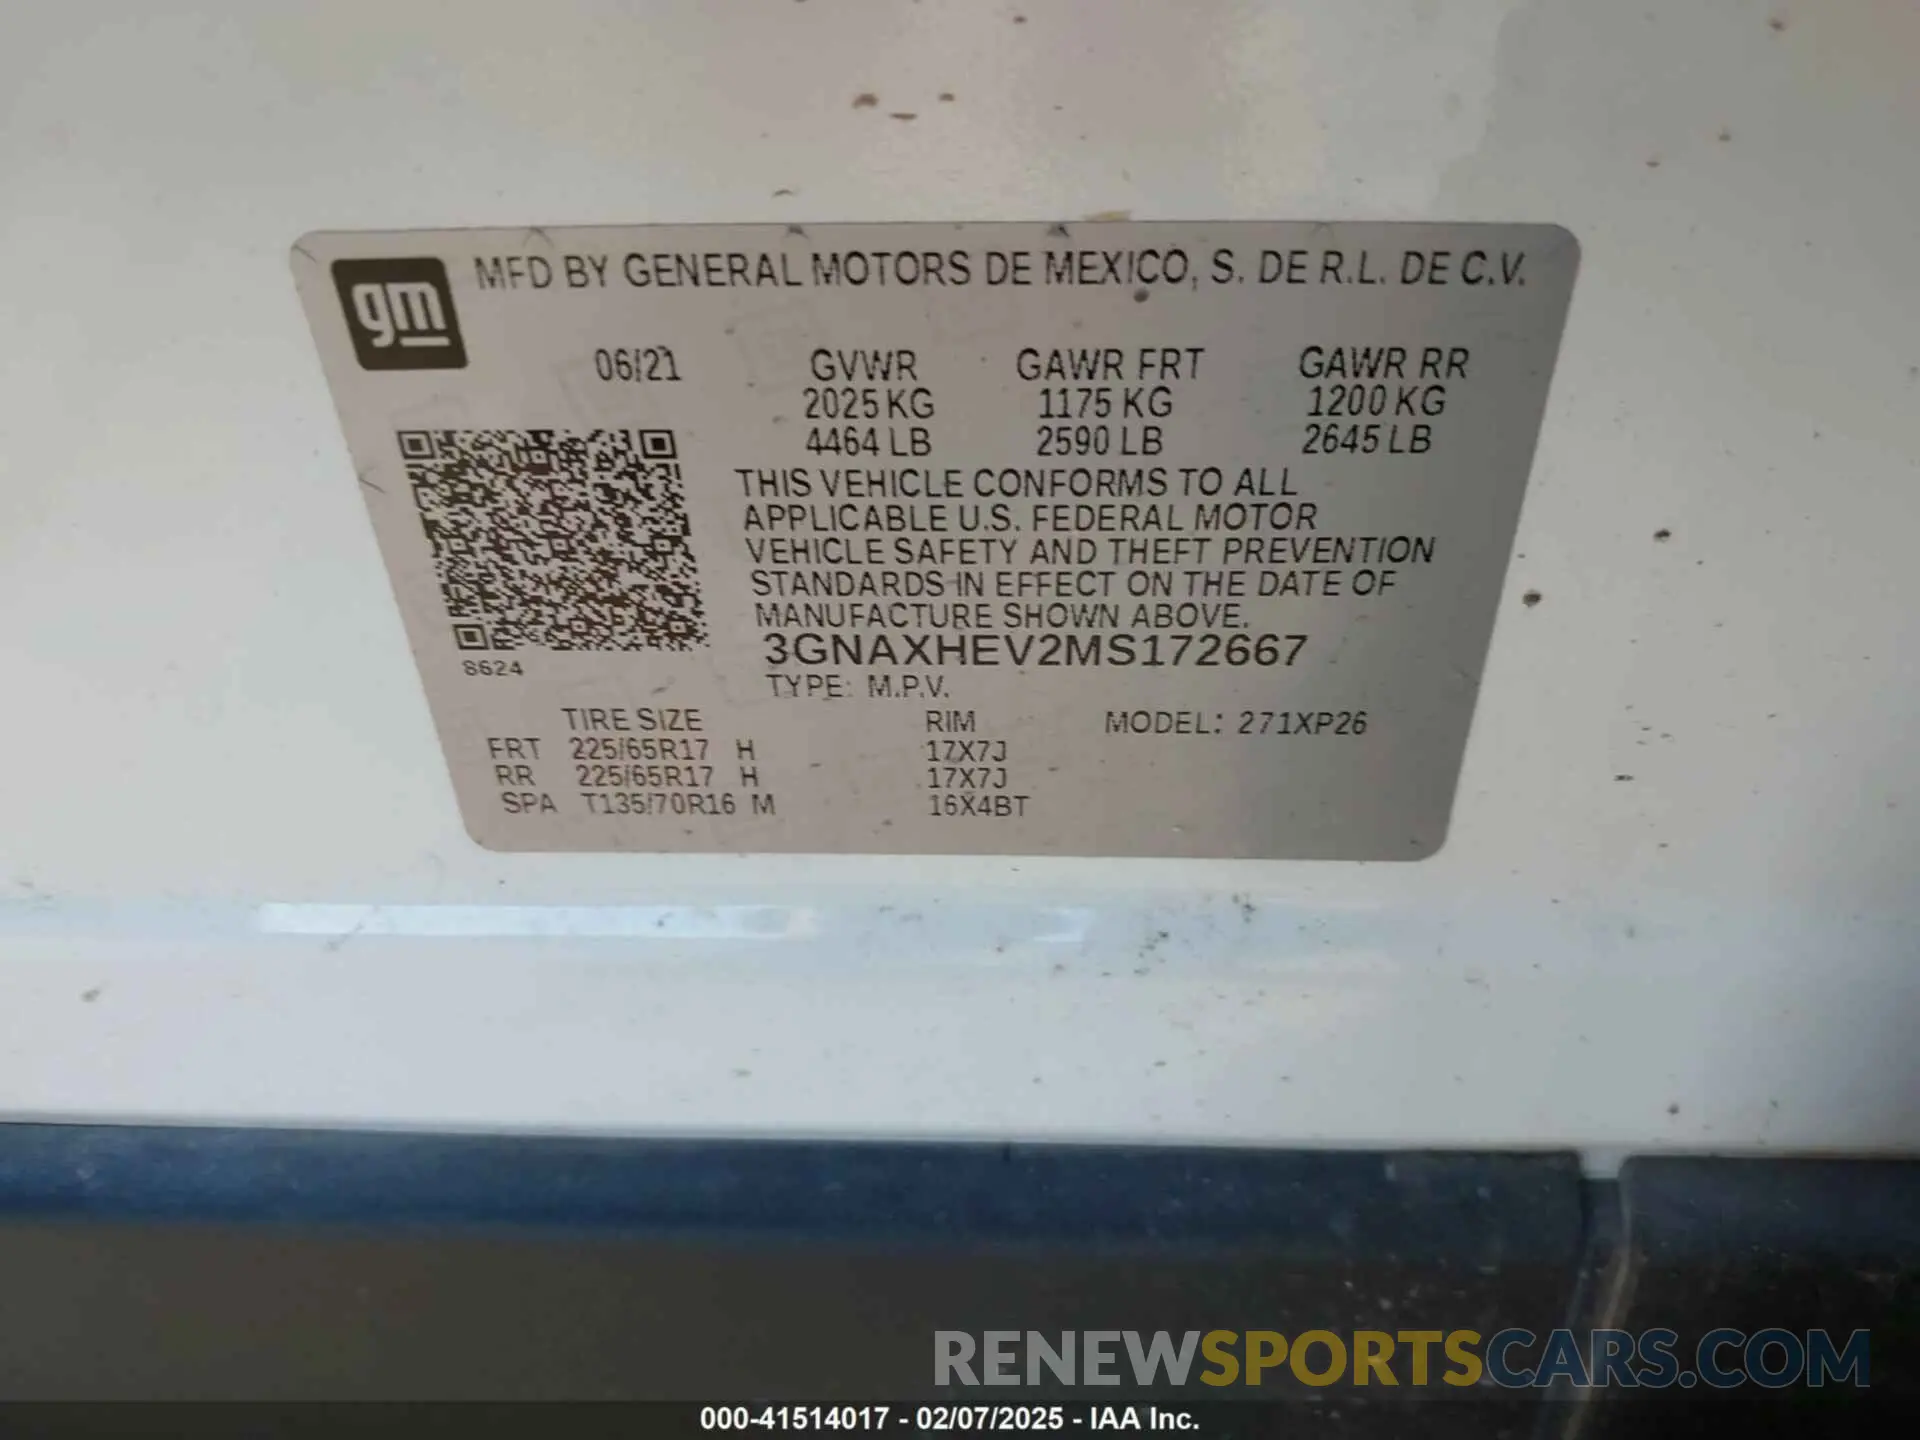 gm
MFD BY GENERAL MOTORS DE MEXICO, S. DE R.L. DE C.V.
06/21 GVWR GAWR FRT GAWR RR
2025 KG 1175 KG 1200 KG
4464 LB 2590 LB 2645 LB
THIS VEHICLE CONFORMS TO ALL
APPLICABLE U.S. FEDERAL MOTOR
VEHICLE SAFETY AND THEFT PREVENTION
STANDARDS IN EFFECT ON THE DATE OF
MANUFACTURE SHOWN ABOVE.
3GNAXHEV2MS172667
8624
TYPE: M.P.V.
TIRE SIZE RIM MODEL: 271XP26
FRT 225/65R17 H 17X7J
RR 225/65R17 H 17X7J
SPA T135/70R16 M 16X4BT
RENEWSPORTSCARS.COM
000-41514017 - 02/07/2025 - IAA Inc.